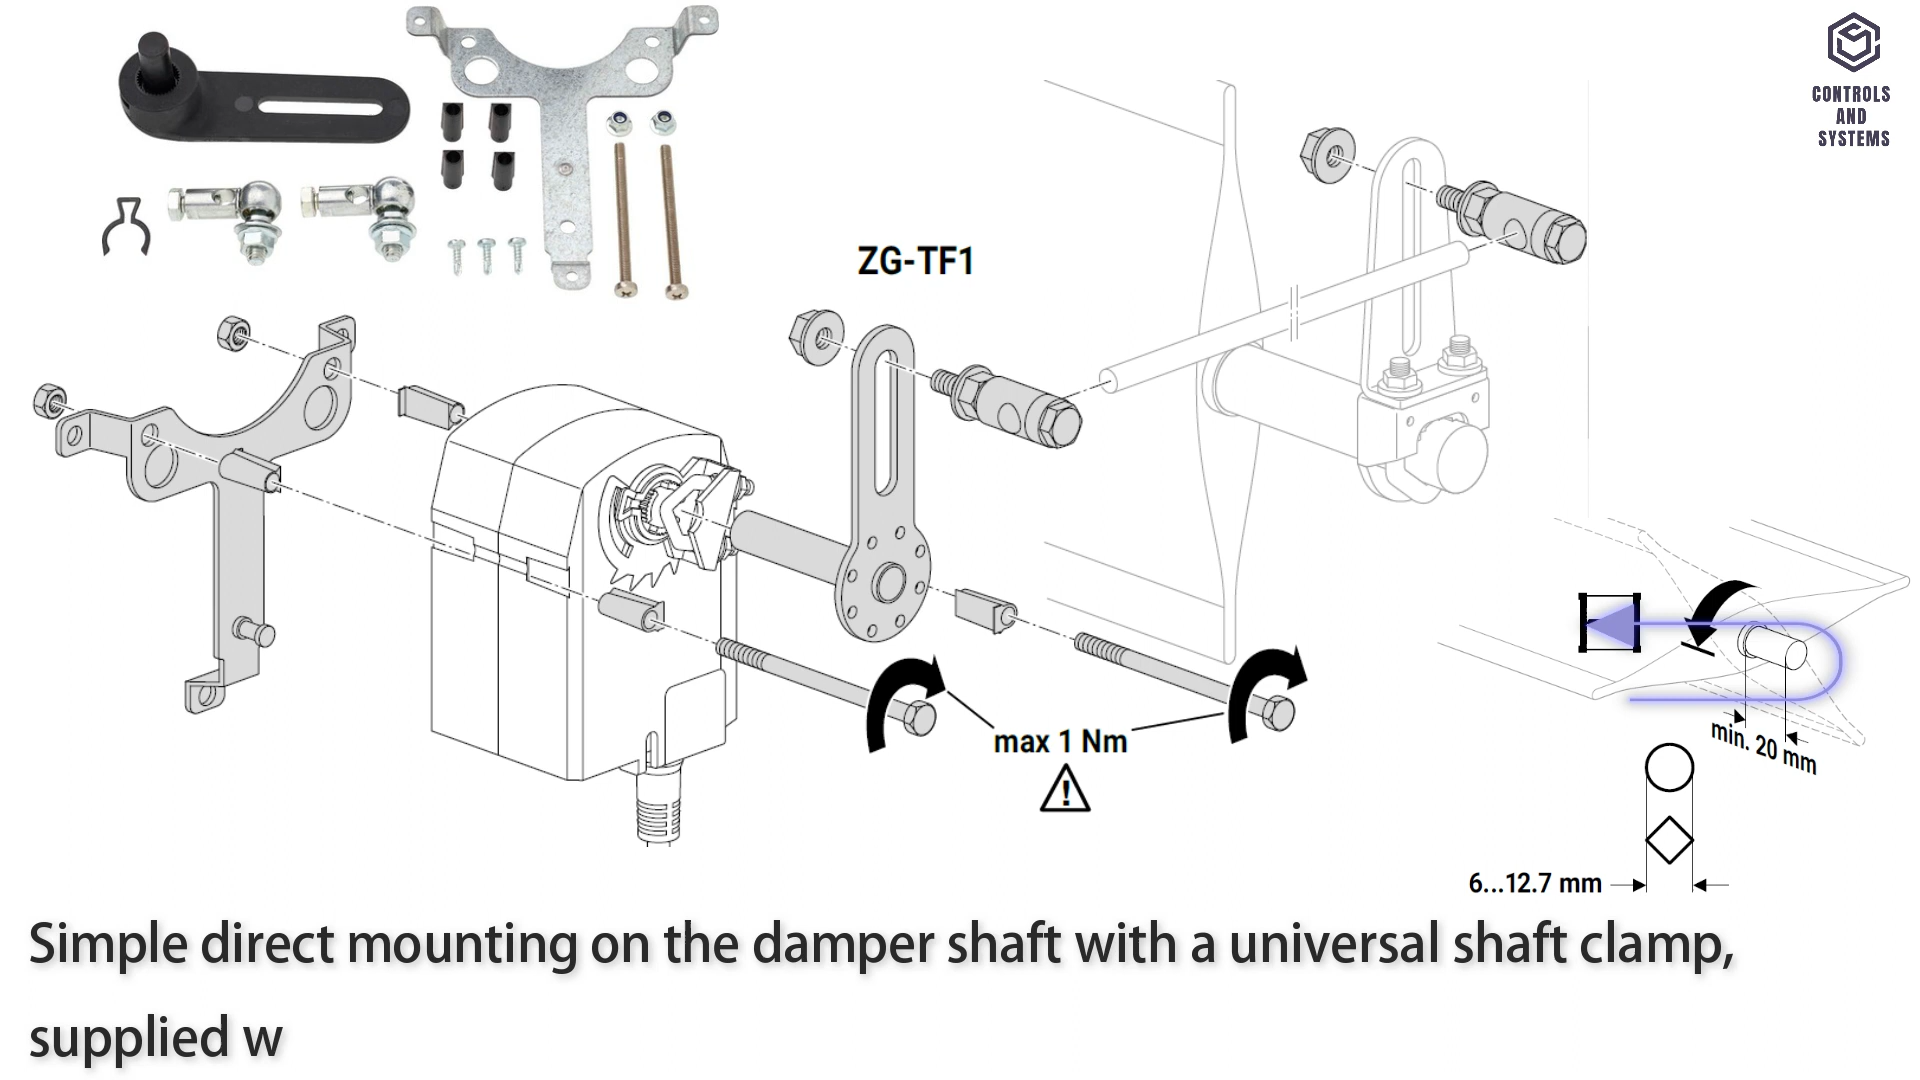 CONTROLS
AND
SYSTEMS
ZG-TF1
max 1 Nm
!
min. 20 mm
6...12.7 mm
Simple direct mounting on the damper shaft with a universal shaft clamp,
supplied w